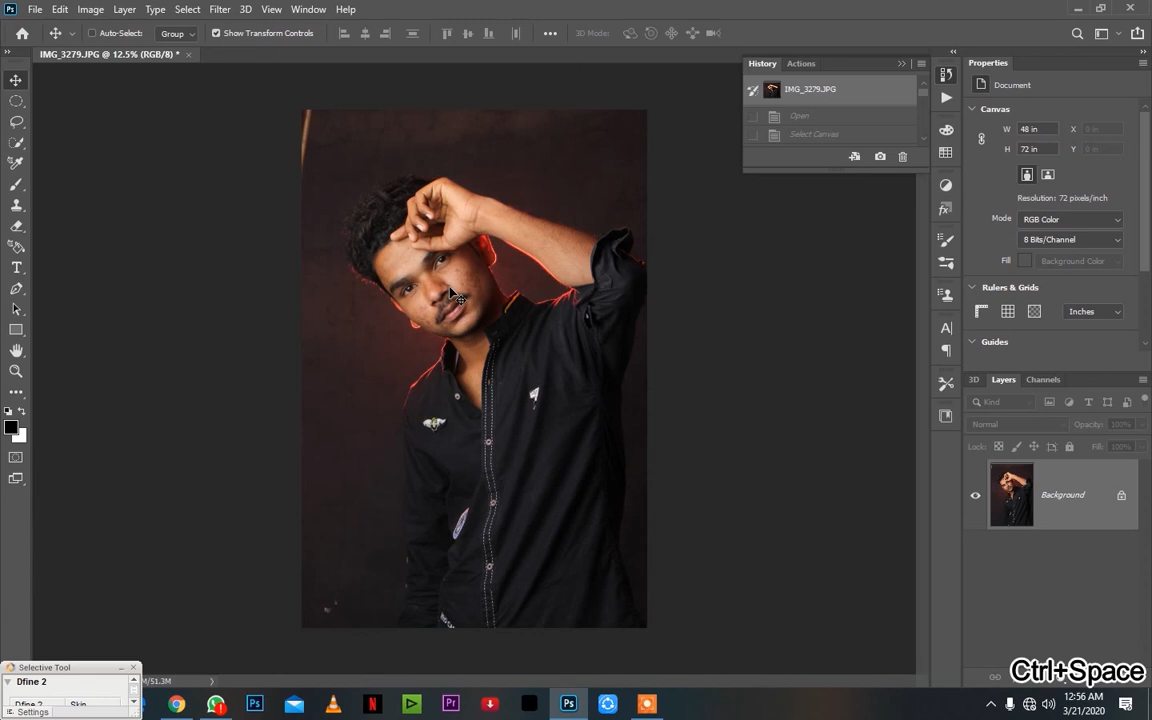 Ps File Edit Image Layer Type Select Filter 3D View Window Help
Auto-Select: Group Show Transform Controls 3D Mode:
IMG_3279.JPG @ 12.5% (RGB/8) *
History Actions
IMG_3279.JPG
Open
Select Canvas
Properties
Document
Canvas
W 48 in X 0 in
H 72 in Y 0 in
Resolution: 72 pixels/inch
Mode RGB Color
8 Bits/Channel
Fill Background Color
Rulers & Grids
Inches
Guides
3D Layers Channels
Kind
Normal Opacity: 100%
Lock: Fill: 100%
Background
Ctrl+Space
Selective Tool
Dfine 2
Dfine 2 Skin
Settings
M/51.3M
Ps Pr Ps
12:56 AM
3/21/2020